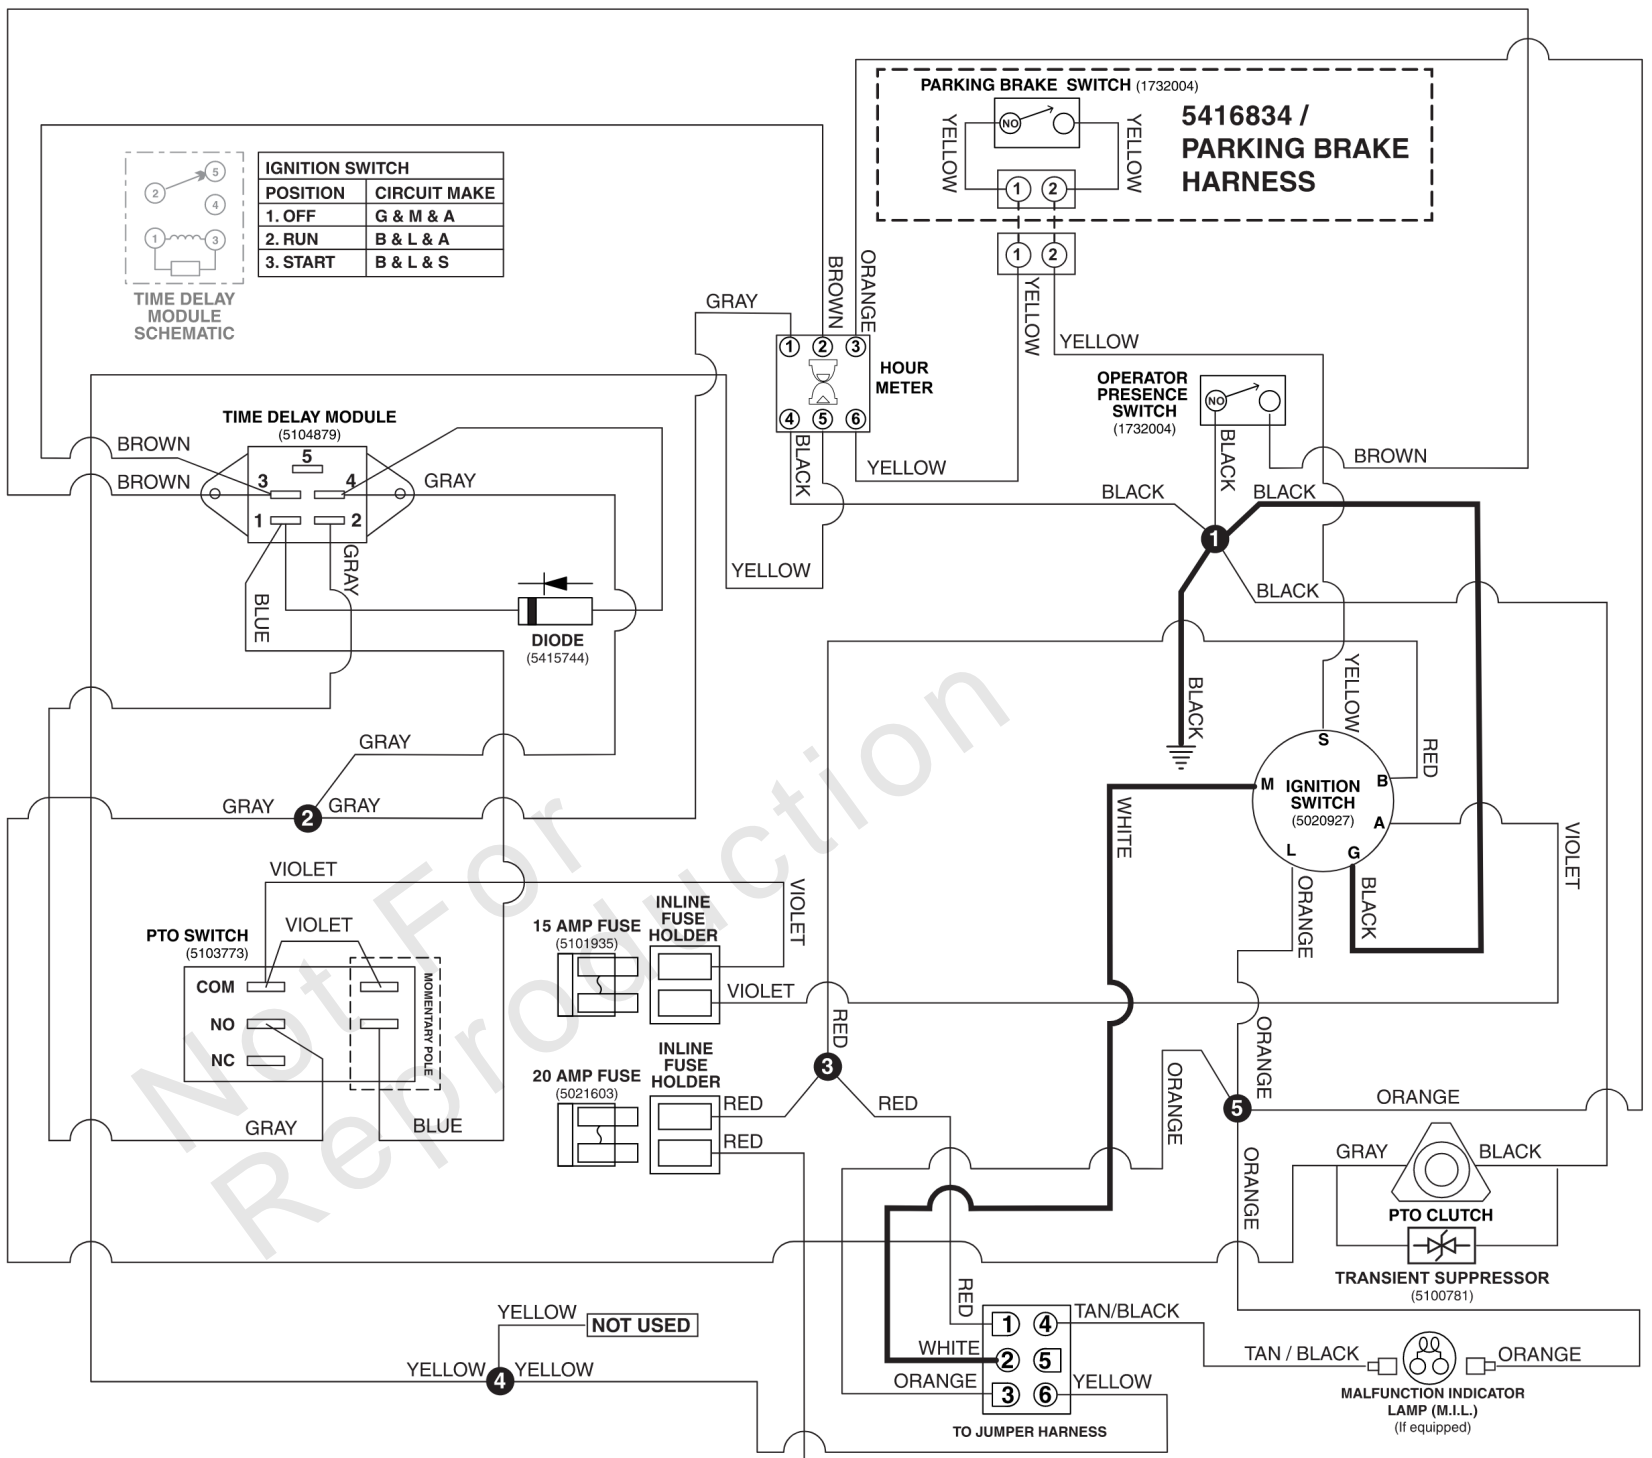 PARKING BRAKE SWITCH (1732004)
NO
YELLOW
YELLOW
5416834 /
PARKING BRAKE
HARNESS
1 2
1 2
YELLOW
YELLOW
5
2
4
1 3
TIME DELAY
MODULE
SCHEMATIC
IGNITION SWITCH
POSITION CIRCUIT MAKE
1. OFF G & M & A
2. RUN B & L & A
3. START B & L & S
GRAY
BROWN
ORANGE
1 2 3
4 5 6
HOUR
METER
BLACK
YELLOW
YELLOW
OPERATOR
PRESENCE
SWITCH
(1732004)
NO
BLACK
BROWN
BLACK
BLACK
1
BLACK
BLACK
TIME DELAY MODULE
(5104879)
BROWN
BROWN
5
3 4
1 2
GRAY
GRAY
BLUE
DIODE
(5415744)
GRAY
GRAY
2
GRAY
YELLOW
RED
S
M
B
A
L
G
IGNITION
SWITCH
(5020927)
WHITE
ORANGE
BLACK
VIOLET
VIOLET
VIOLET
VIOLET
PTO SWITCH
(5103773)
COM
NO
NC
MOMENTARY POLE
GRAY
BLUE
15 AMP FUSE
(5101935)
INLINE
FUSE
HOLDER
VIOLET
20 AMP FUSE
(5021603)
INLINE
FUSE
HOLDER
RED
RED
RED
3
RED
ORANGE
ORANGE
5
ORANGE
ORANGE
GRAY
BLACK
PTO CLUTCH
TRANSIENT SUPPRESSOR
(5100781)
YELLOW
NOT USED
YELLOW
4
YELLOW
RED
WHITE
ORANGE
1 4
2 5
3 6
TAN/BLACK
YELLOW
TO JUMPER HARNESS
TAN / BLACK
ORANGE
MALFUNCTION INDICATOR
LAMP (M.I.L.)
(If equipped)
Not For
Reproduction